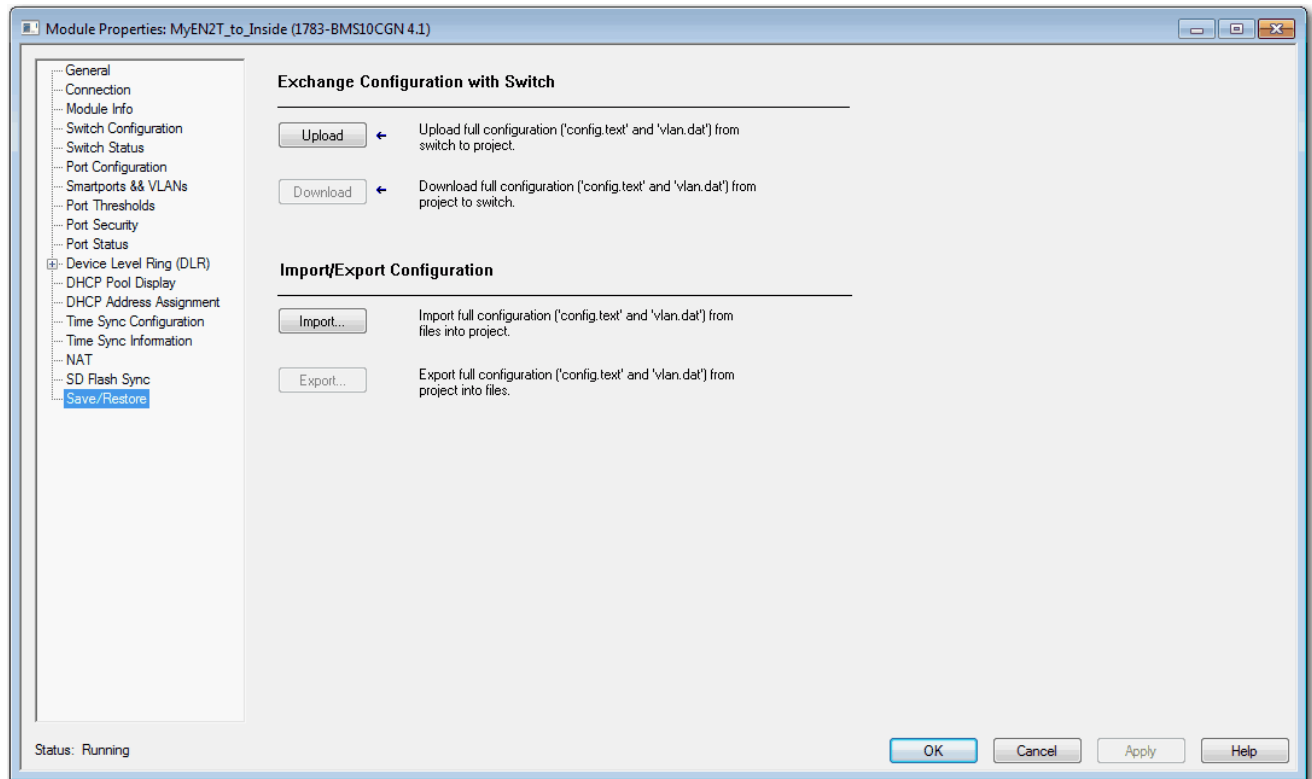 Module Properties: MyEN2T_to_Inside (1783-BMS10CGN 4.1)
General
Connection
Module Info
Switch Configuration
Switch Status
Port Configuration
Smartports && VLANs
Port Thresholds
Port Security
Port Status
Device Level Ring (DLR)
DHCP Pool Display
DHCP Address Assignment
Time Sync Configuration
Time Sync Information
NAT
SD Flash Sync
Save/Restore
Exchange Configuration with Switch
Upload
Upload full configuration ('config.text' and 'vlan.dat') from
switch to project.
Download
Download full configuration ('config.text' and 'vlan.dat') from
project to switch.
Import/Export Configuration
Import...
Import full configuration ('config.text' and 'vlan.dat') from
files into project.
Export...
Export full configuration ('config.text' and 'vlan.dat') from
project into files.
Status: Running
OK
Cancel
Apply
Help